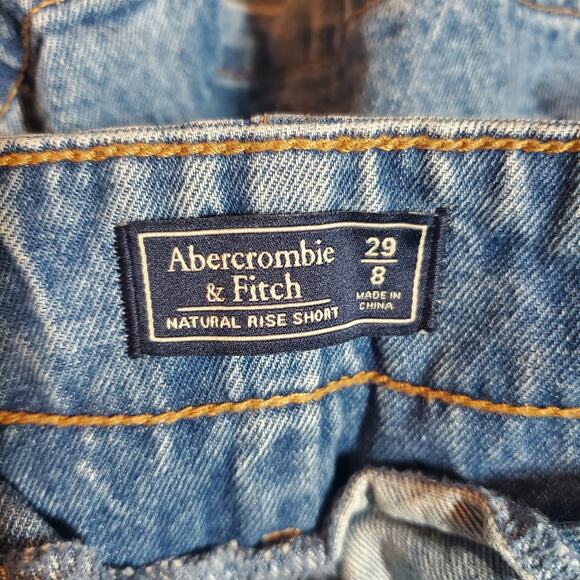 Abercrombie
& Fitch
NATURAL RISE SHORT
29
8
MADE IN
CHINA